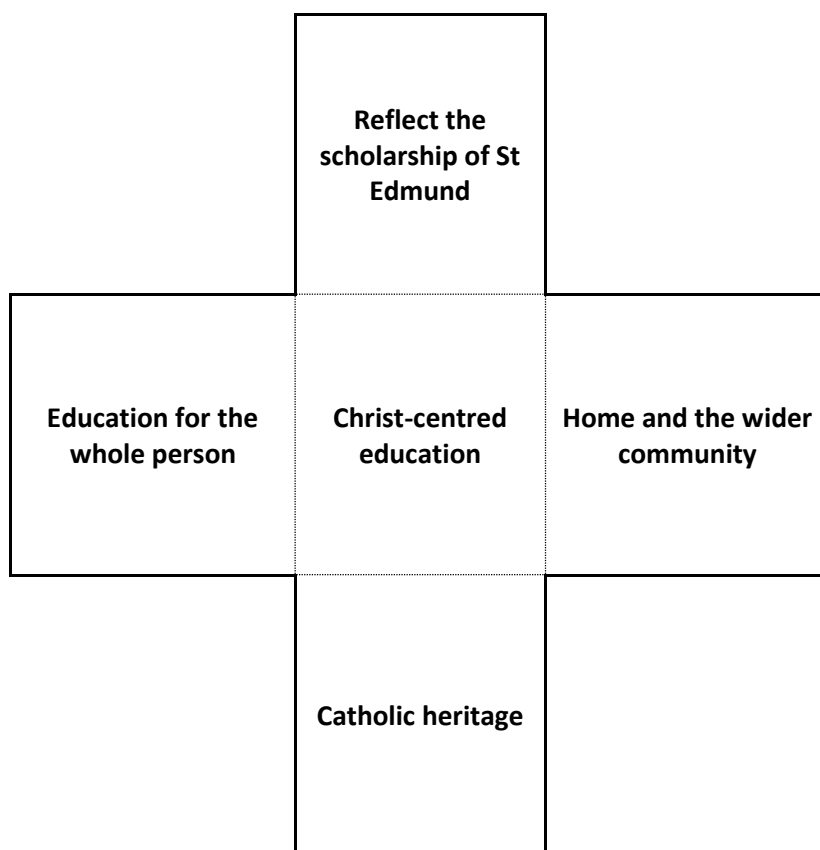 Reflect the
scholarship of St
Edmund
Education for the
whole person
Christ-centred
education
Home and the wider
community
Catholic heritage